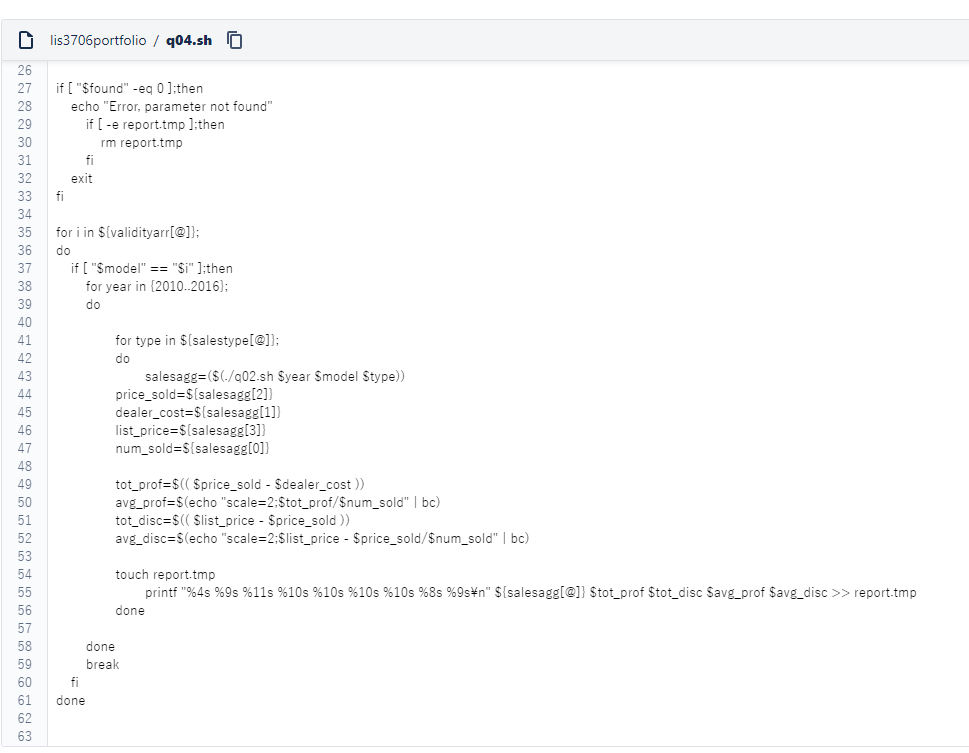 lis3706portfolio / q04.sh
26
27 if [ "$found" -eq 0 ];then
28 echo "Error, parameter not found"
29 if [ -e report.tmp ];then
30 rm report.tmp
31 fi
32 exit
33 fi
34
35 for i in ${validityarr[@]};
36 do
37 if [ "$model" == "$i" ];then
38 for year in {2010..2016};
39 do
40
41 for type in ${salestype[@]};
42 do
43 salesagg=($(./q02.sh $year $model $type))
44 price_sold=${salesagg[2]}
45 dealer_cost=${salesagg[1]}
46 list_price=${salesagg[3]}
47 num_sold=${salesagg[0]}
48
49 tot_prof=$(( $price_sold - $dealer_cost ))
50 avg_prof=$(echo "scale=2;$tot_prof/$num_sold" | bc)
51 tot_disc=$(( $list_price - $price_sold ))
52 avg_disc=$(echo "scale=2;$list_price - $price_sold/$num_sold" | bc)
53
54 touch report.tmp
55 printf "%4s %9s %11s %10s %10s %10s %10s %8s %9s¥n" ${salesagg[@]} $tot_prof $tot_disc $avg_prof $avg_disc >> report.tmp
56 done
57
58 done
59 break
60 fi
61 done
62
63